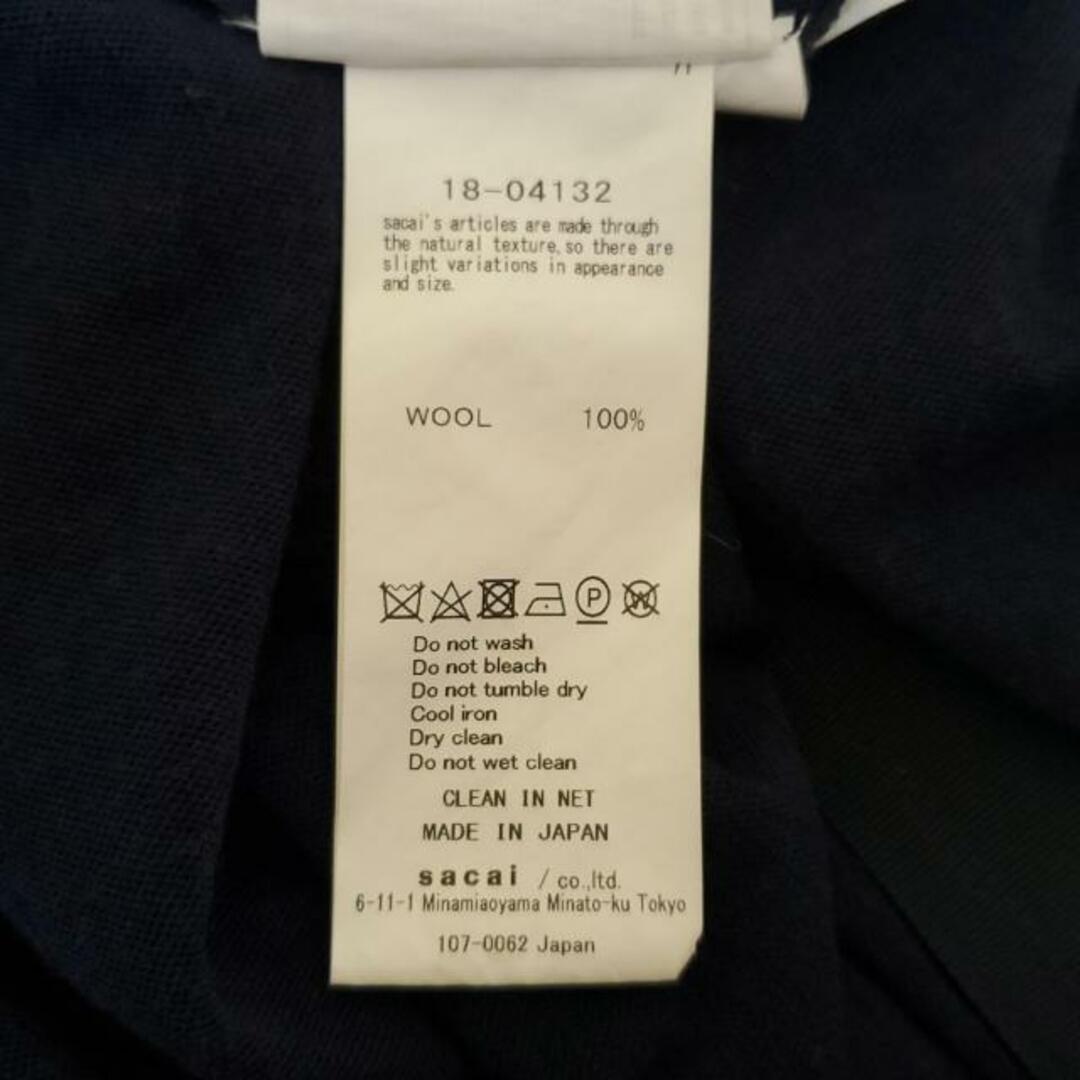 18-04132
sacai's articles are made through
the natural texture, so there are
slight variations in appearance
and size.
WOOL 100%
P W
Do not wash
Do not bleach
Do not tumble dry
Cool iron
Dry clean
Do not wet clean
CLEAN IN NET
MADE IN JAPAN
sacai / co.,ltd.
6-11-1 Minamiaoyama Minato-ku Tokyo
107-0062 Japan